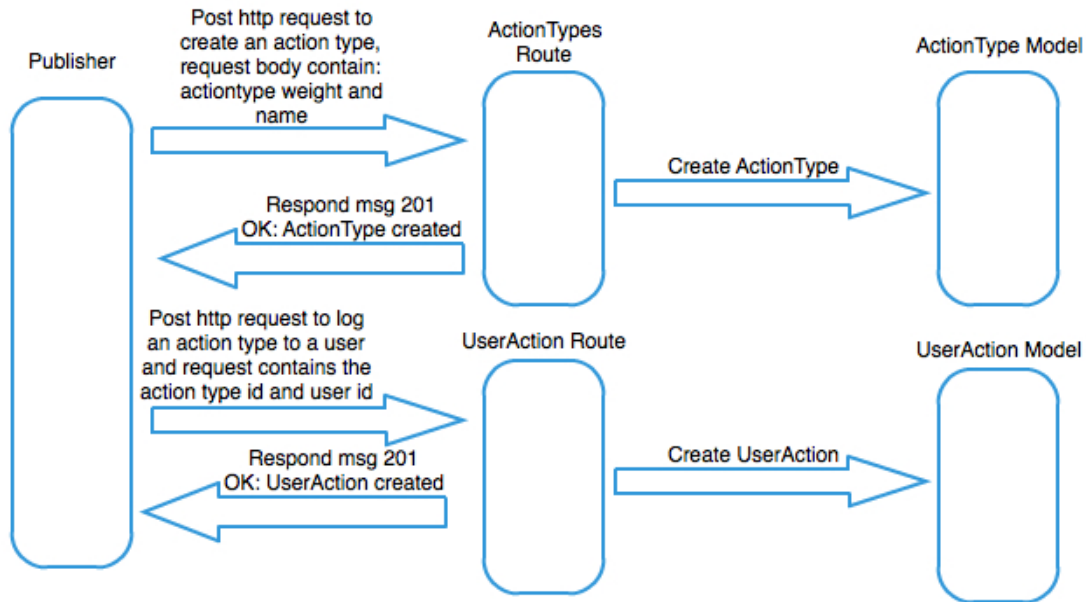 Publisher
Post http request to
create an action type,
request body contain:
actiontype weight and
name
ActionTypes
Route
ActionType Model
Create ActionType
Respond msg 201
OK: ActionType created
Post http request to log
an action type to a user
and request contains the
action type id and user id
UserAction Route
UserAction Model
Create UserAction
Respond msg 201
OK: UserAction created